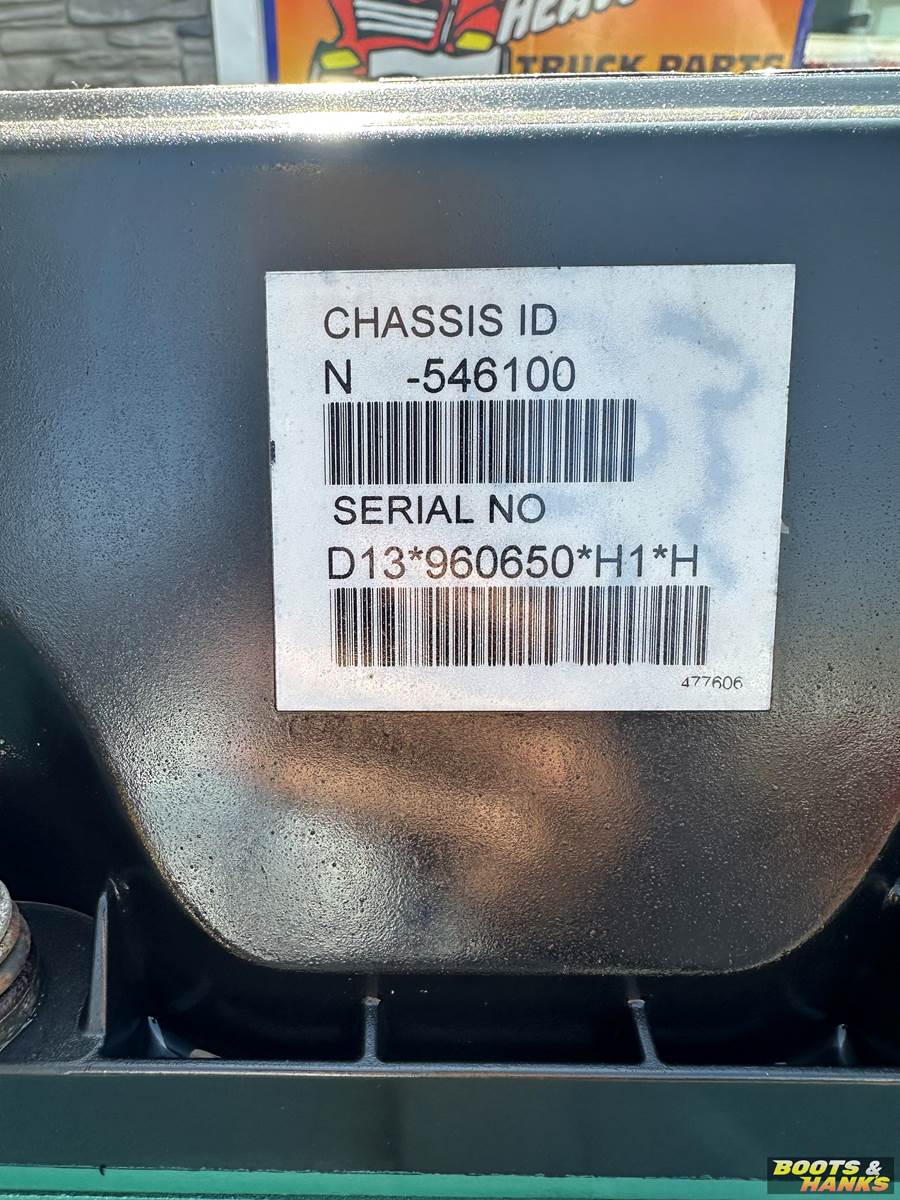 TRUCK PARTS
CHASSIS ID
N -546100
SERIAL NO
D13*960650*H1*H
477606
BOOTS &
HANKS